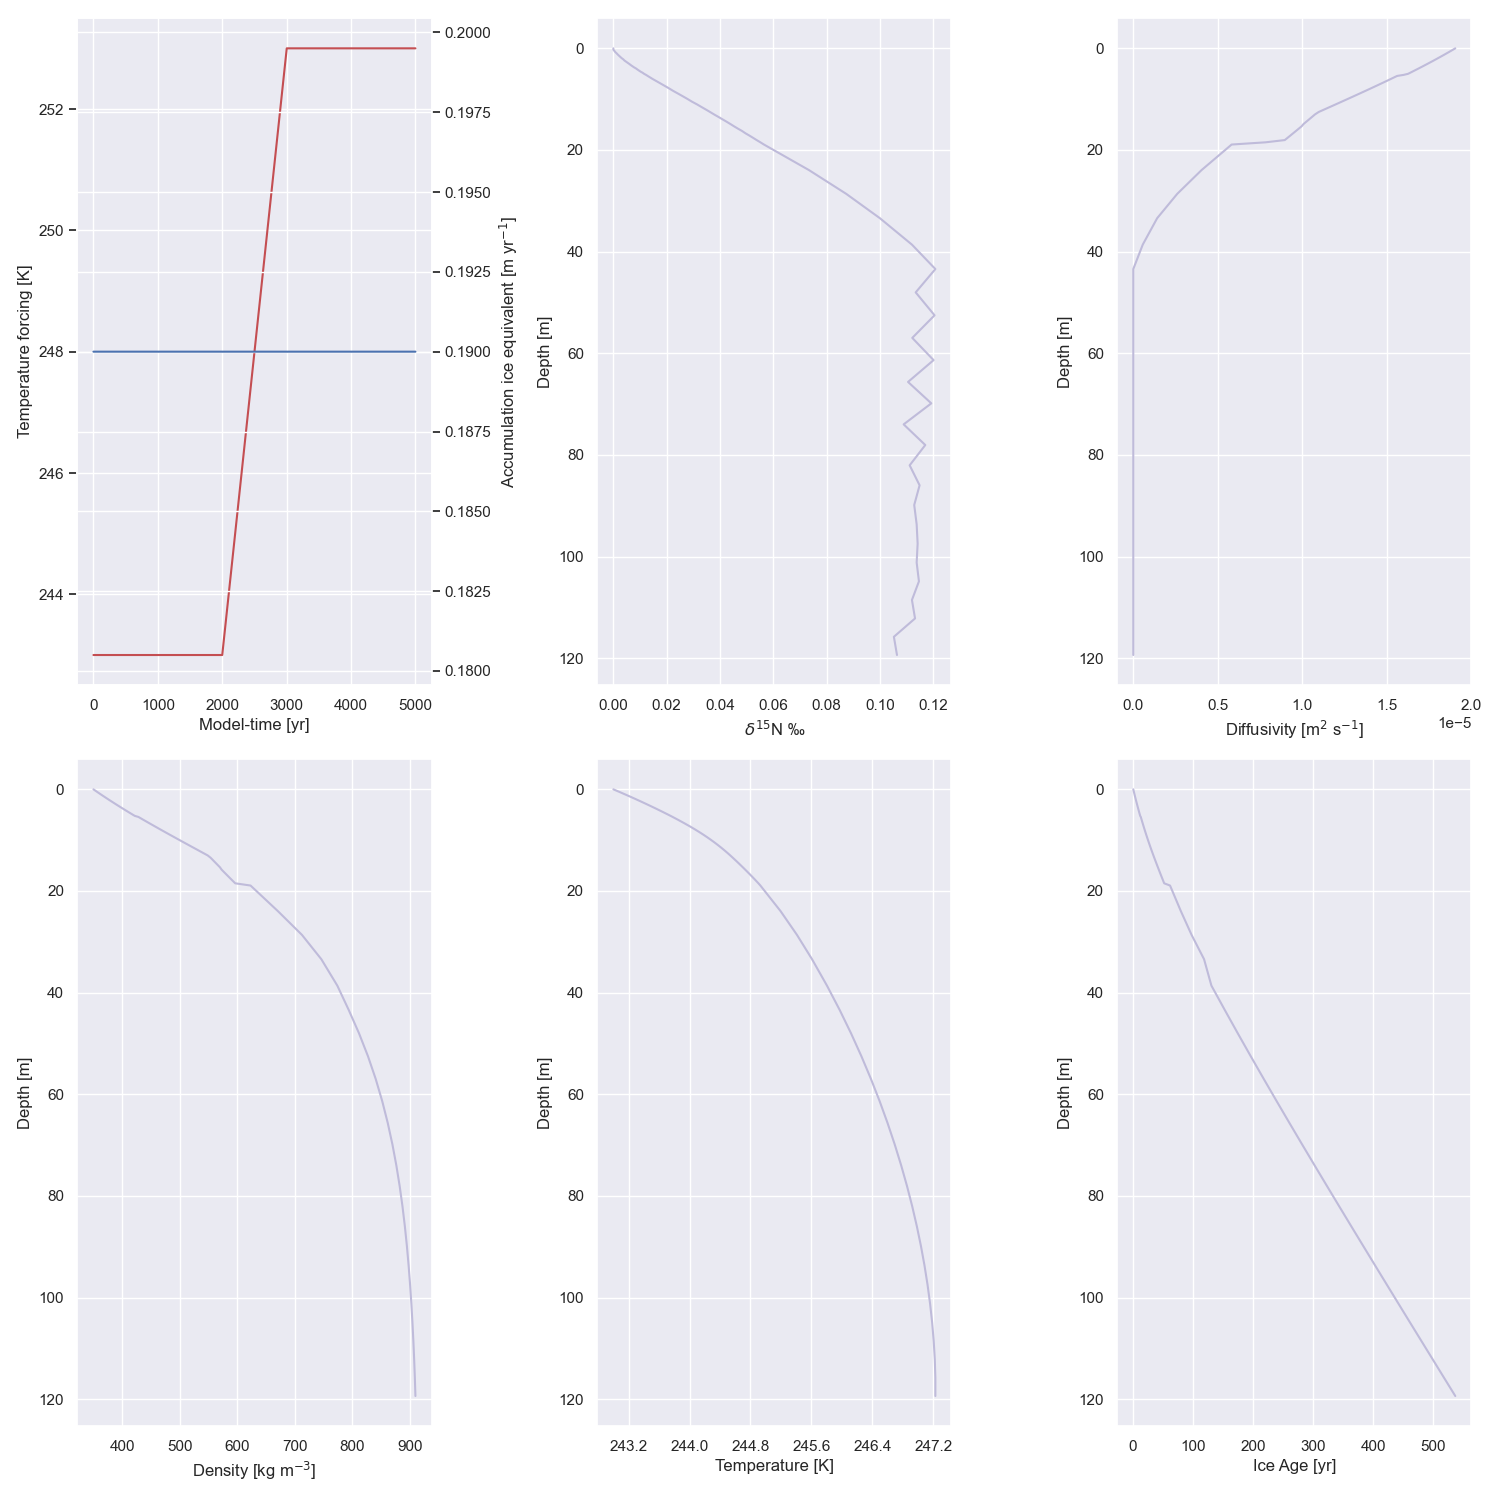 252
250
248
246
244
Temperature forcing [K]
0.2000
0.1975
0.1950
0.1925
0.1900
0.1875
0.1850
0.1825
0.1800
Accumulation ice equivalent [m yr⁻¹]
0 1000 2000 3000 4000 5000
Model-time [yr]
0
20
40
60
80
100
120
Depth [m]
0.00 0.02 0.04 0.06 0.08 0.10 0.12
δ¹⁵N ‰
0
20
40
60
80
100
120
Depth [m]
0.0 0.5 1.0 1.5 2.0
1e−5
Diffusivity [m² s⁻¹]
0
20
40
60
80
100
120
Depth [m]
400 500 600 700 800 900
Density [kg m⁻³]
0
20
40
60
80
100
120
Depth [m]
243.2 244.0 244.8 245.6 246.4 247.2
Temperature [K]
0
20
40
60
80
100
120
Depth [m]
0 100 200 300 400 500
Ice Age [yr]